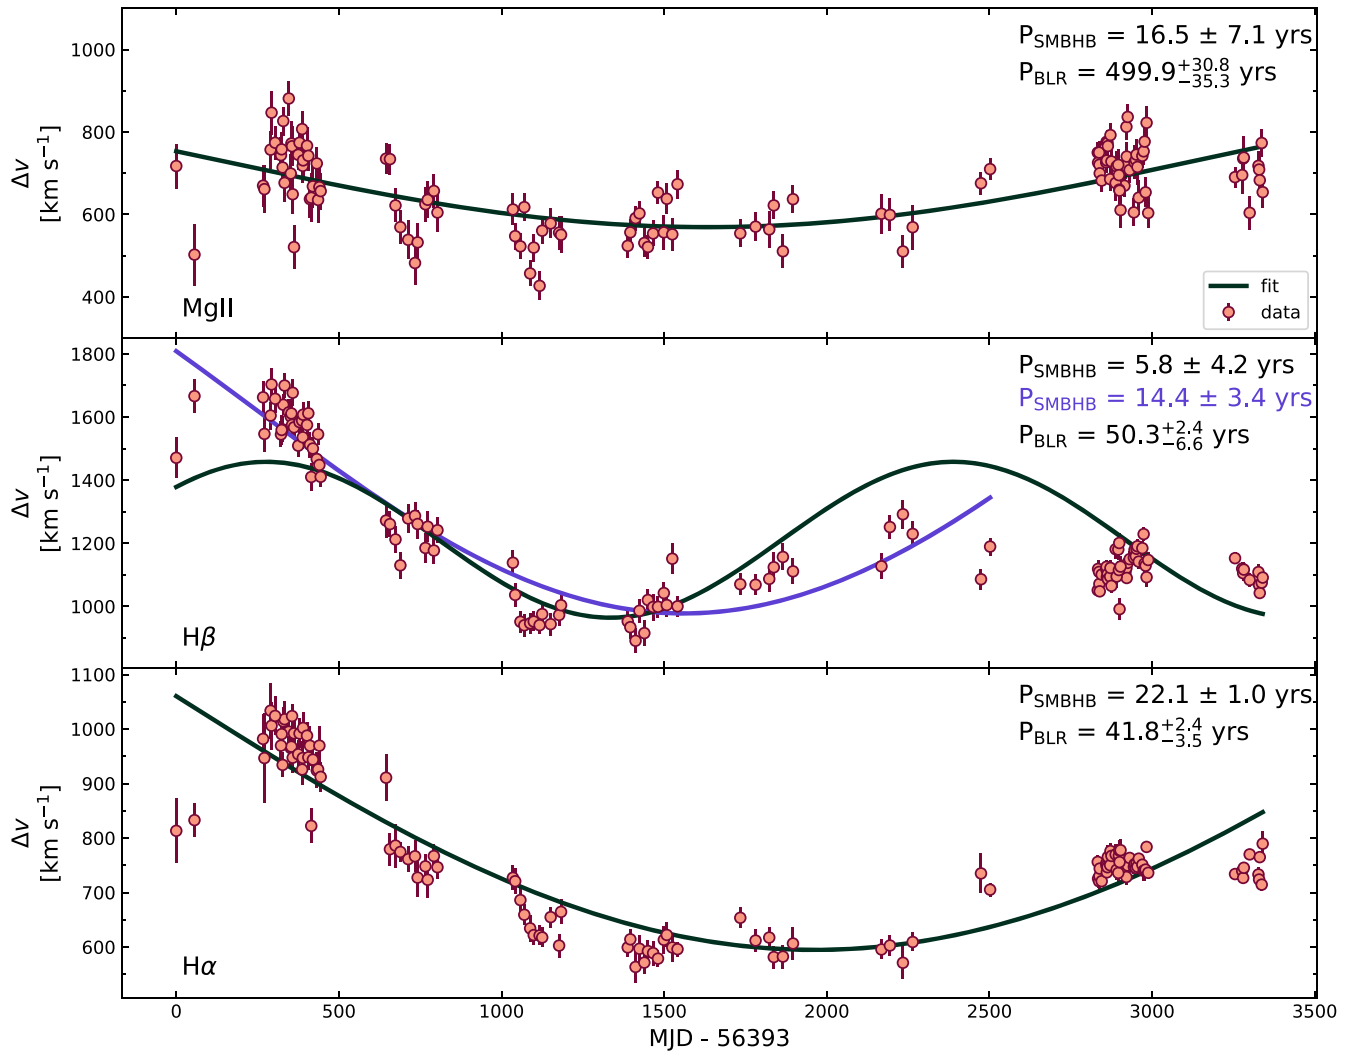 P_SMBHB = 16.5 ± 7.1 yrs
P_BLR = 499.9^{+30.8}_{−35.3} yrs
1000
800
600
400
Δv
[km s⁻¹]
MgII
fit
data
P_SMBHB = 5.8 ± 4.2 yrs
P_SMBHB = 14.4 ± 3.4 yrs
P_BLR = 50.3^{+2.4}_{−6.6} yrs
1800
1600
1400
1200
1000
Δv
[km s⁻¹]
Hβ
P_SMBHB = 22.1 ± 1.0 yrs
P_BLR = 41.8^{+2.4}_{−3.5} yrs
1100
1000
900
800
700
600
Δv
[km s⁻¹]
Hα
0 500 1000 1500 2000 2500 3000 3500
MJD - 56393